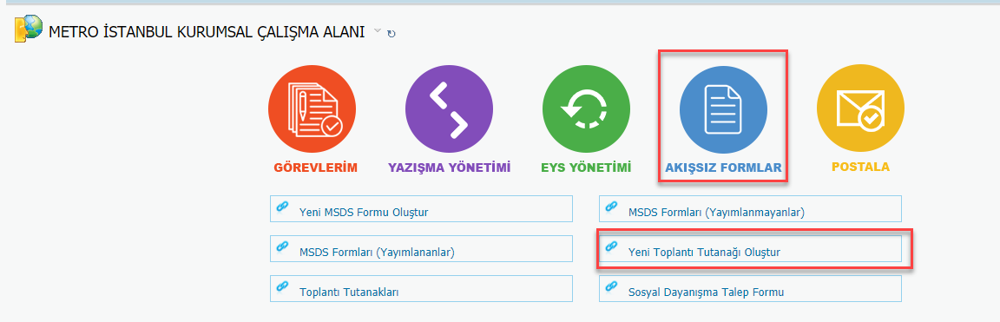 METRO İSTANBUL KURUMSAL ÇALIŞMA ALANI
GÖREVLERİM YAZIŞMA YÖNETİMİ EYS YÖNETİMİ AKIŞSIZ FORMLAR POSTALA
Yeni MSDS Formu Oluştur MSDS Formları (Yayımlanmayanlar)
MSDS Formları (Yayımlananlar) Yeni Toplantı Tutanağı Oluştur
Toplantı Tutanakları Sosyal Dayanışma Talep Formu